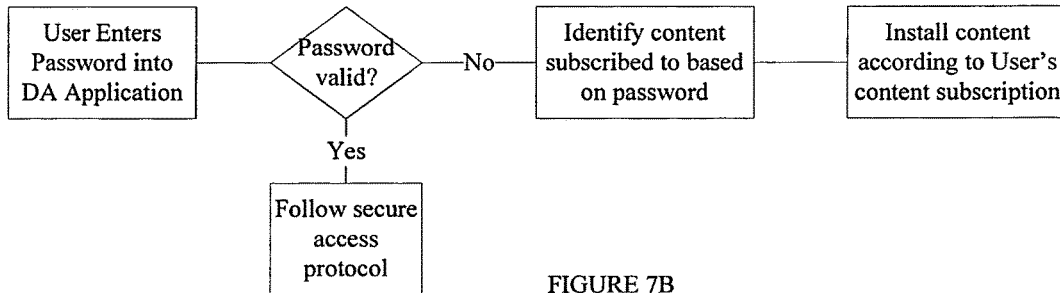 User Enters
Password into
DA Application
Password
valid?
No
Identify content
subscribed to based
on password
Install content
according to User's
content subscription
Yes
Follow secure
access
protocol
FIGURE 7B